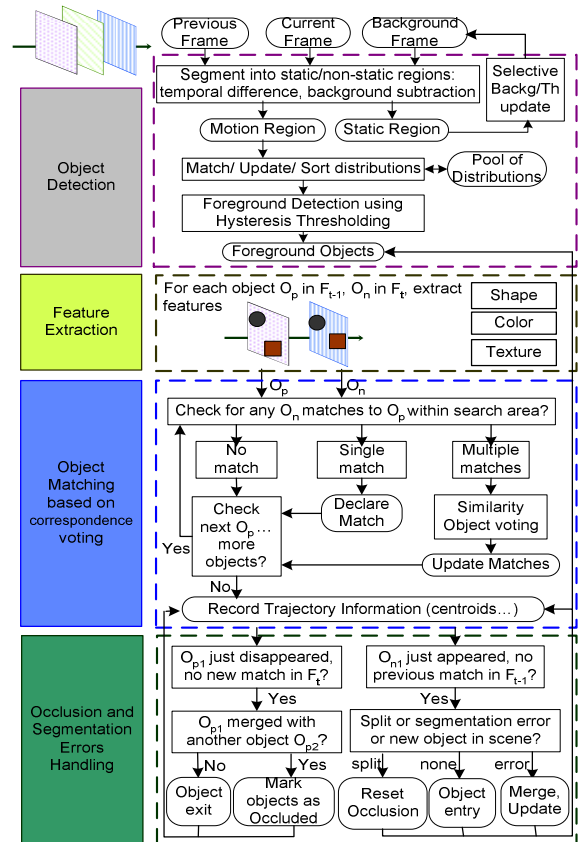 Previous
Frame
Current
Frame
Background
Frame
Object
Detection
Segment into static/non-static regions:
temporal difference, background subtraction
Selective
Backg/Th
update
Motion Region
Static Region
Match/ Update/ Sort distributions
Pool of
Distributions
Foreground Detection using
Hysteresis Thresholding
Foreground Objects
Feature
Extraction
For each object Op in Ft-1, On in Ft, extract
features
Shape
Color
Texture
Op
On
Object
Matching
based on
correspondence
voting
Check for any On matches to Op within search area?
No
match
Single
match
Multiple
matches
Check
next Op ...
more
objects?
Declare
Match
Similarity
Object voting
Yes
Update Matches
No
Record Trajectory Information (centroids...)
Occlusion and
Segmentation
Errors
Handling
Op1 just disappeared,
no new match in Ft?
On1 just appeared, no
previous match in Ft-1?
Yes
Yes
Op1 merged with
another object Op2?
Split or segmentation error
or new object in scene?
No
Yes
split
none
error
Object
exit
Mark
objects as
Occluded
Reset
Occlusion
Object
entry
Merge,
Update